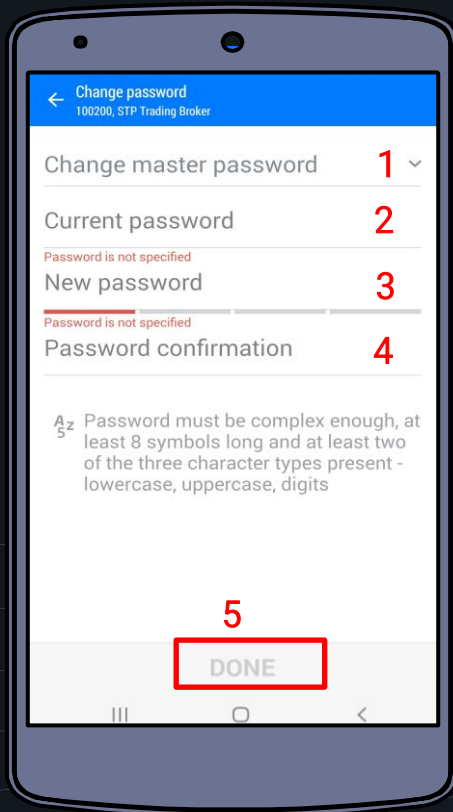 Change password
100200, STP Trading Broker
Change master password 1
Current password 2
Password is not specified
New password 3
Password is not specified
Password confirmation 4
Az
5
Password must be complex enough, at
least 8 symbols long and at least two
of the three character types present -
lowercase, uppercase, digits
5
DONE